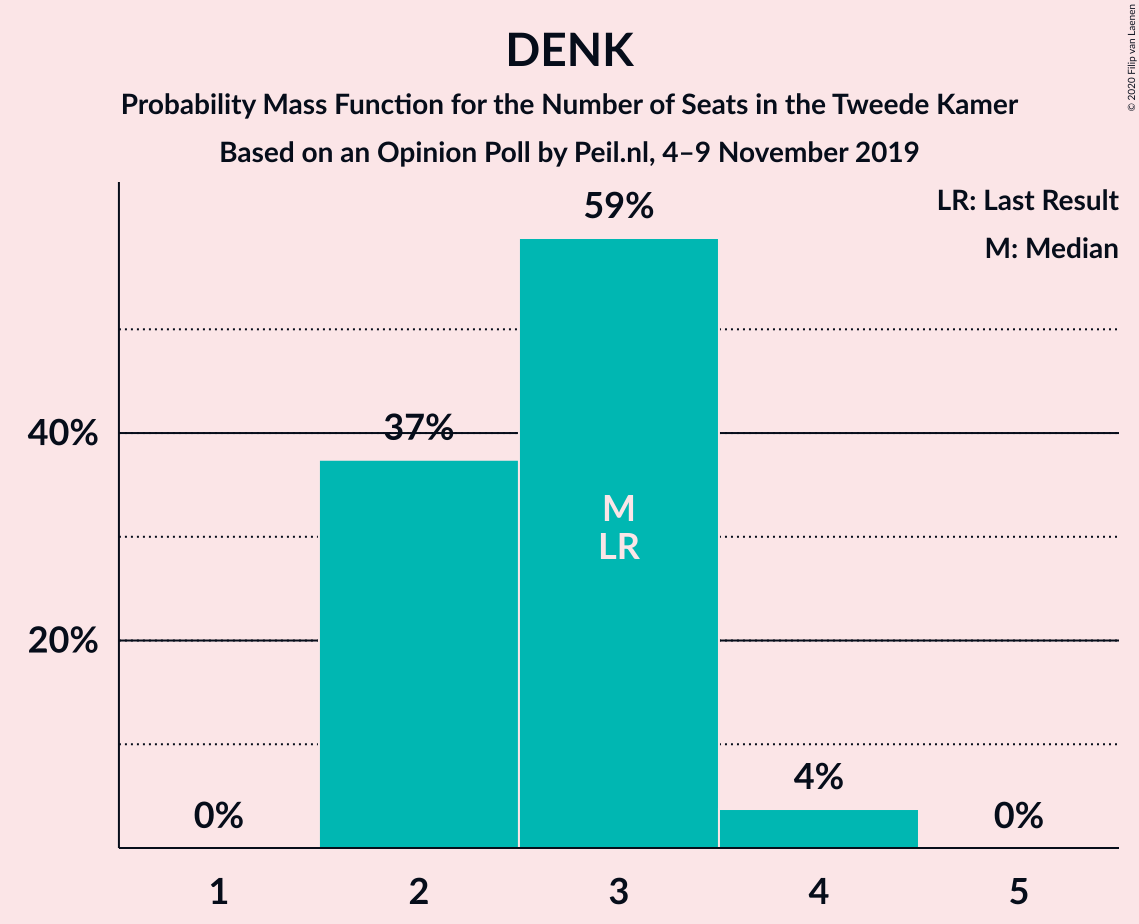 DENK
Probability Mass Function for the Number of Seats in the Tweede Kamer
Based on an Opinion Poll by Peil.nl, 4–9 November 2019
© 2020 Filip van Laenen
LR: Last Result
M: Median
59%
40%
37%
M
LR
20%
4%
0%
0%
1 2 3 4 5